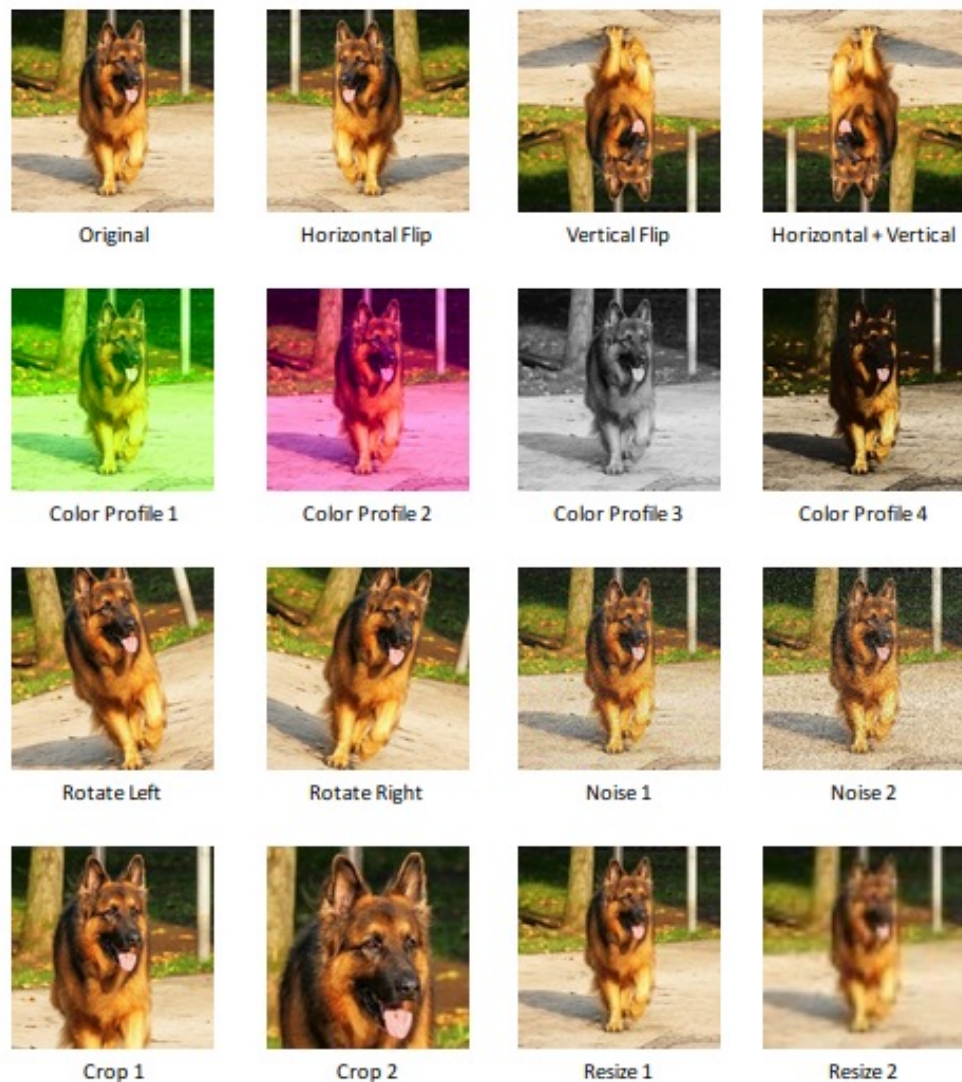 Original
Horizontal Flip
Vertical Flip
Horizontal + Vertical
Color Profile 1
Color Profile 2
Color Profile 3
Color Profile 4
Rotate Left
Rotate Right
Noise 1
Noise 2
Crop 1
Crop 2
Resize 1
Resize 2